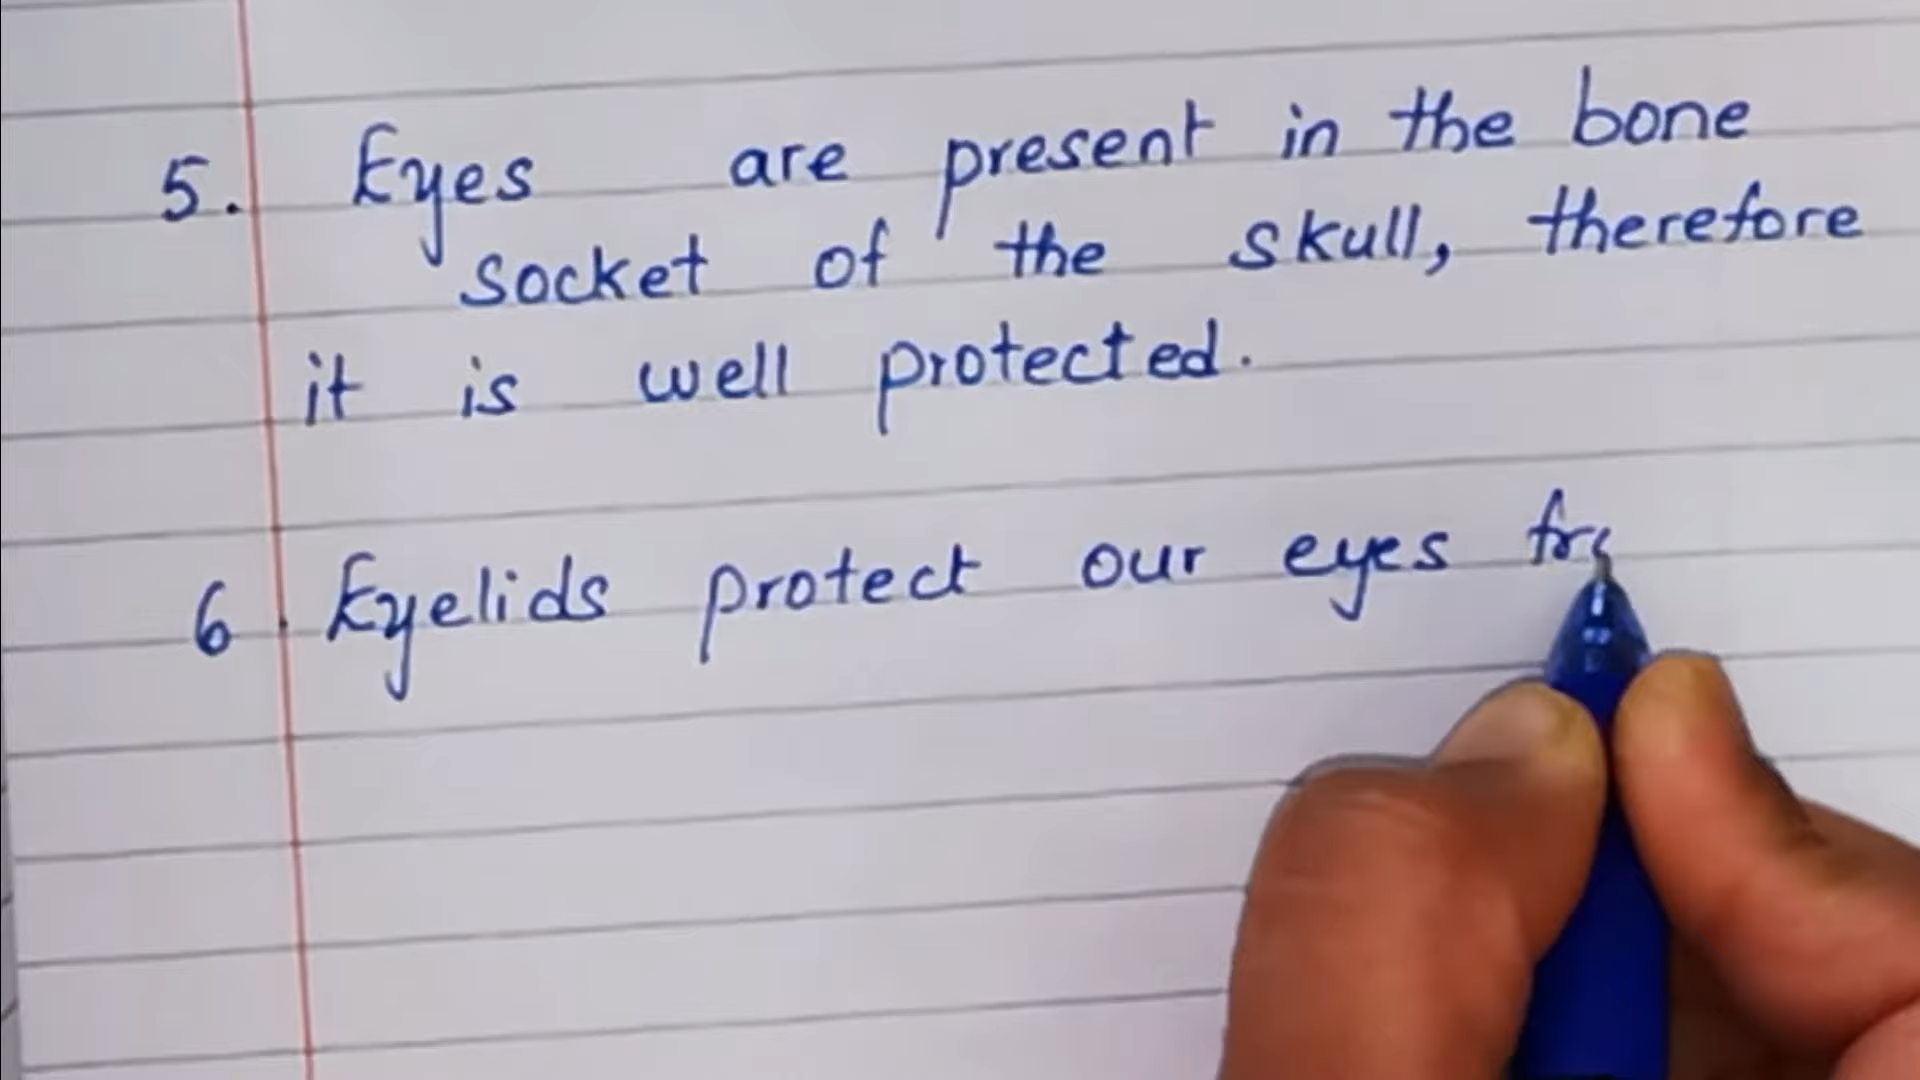 5. Eyes are present in the bone
socket of the skull, therefore
it is well protected.
6. Eyelids protect our eyes